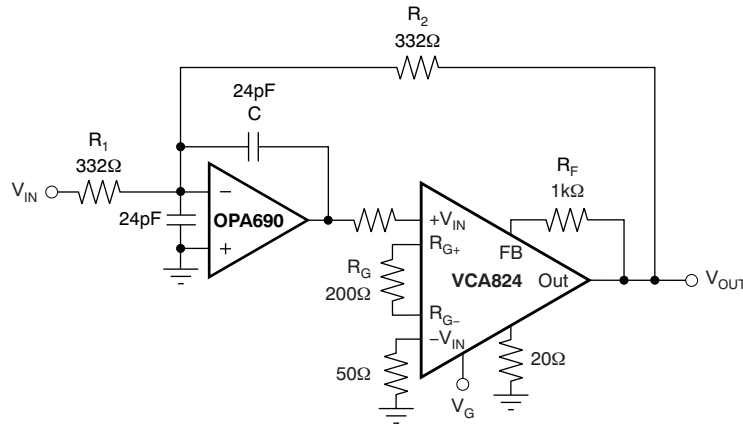 R2
332Ω
24pF
C
R1
332Ω
VIN
24pF
−
OPA690
+
RF
1kΩ
+VIN
RG+
FB
RG
200Ω
VCA824
Out
VOUT
RG−
−VIN
50Ω
20Ω
VG